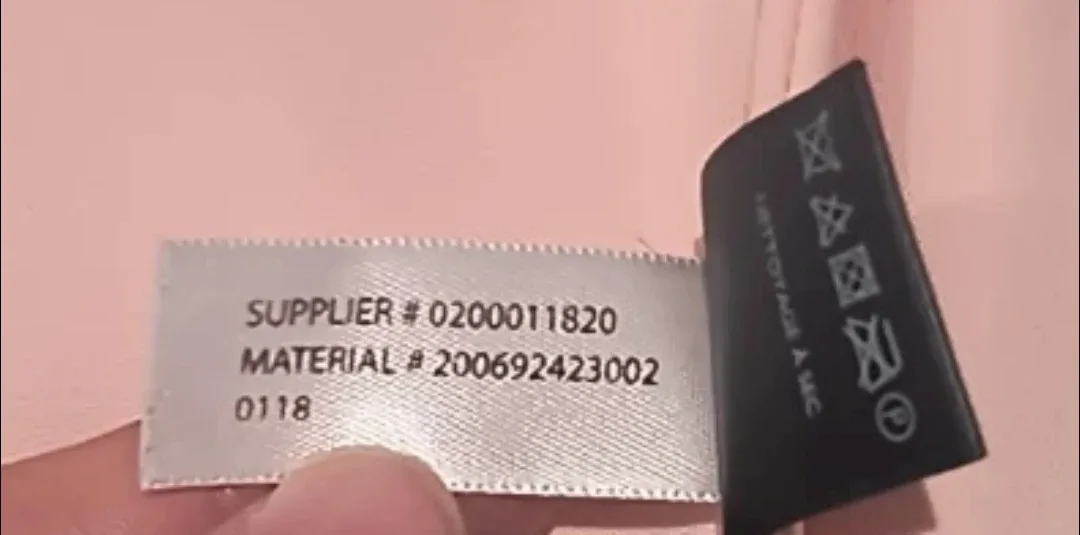 SUPPLIER # 0200011820
MATERIAL # 200692423002
0118
NETTOYAGE A SEC
P